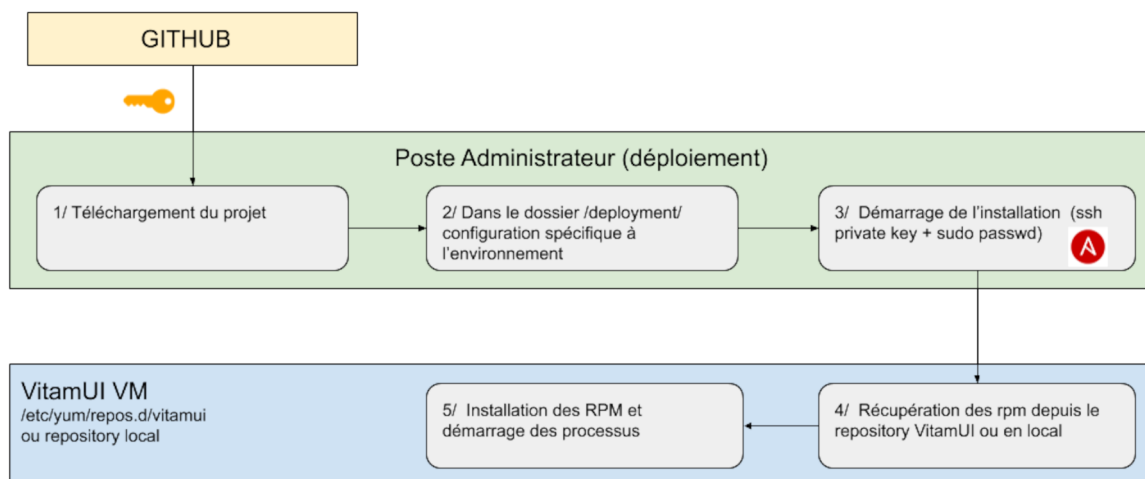 GITHUB
Poste Administrateur (déploiement)
1/ Téléchargement du projet
2/ Dans le dossier /deployment/
configuration spécifique à
l'environnement
3/ Démarrage de l'installation (ssh
private key + sudo passwd)
VitamUI VM
/etc/yum/repos.d/vitamui
ou repository local
5/ Installation des RPM et
démarrage des processus
4/ Récupération des rpm depuis le
repository VitamUI ou en local